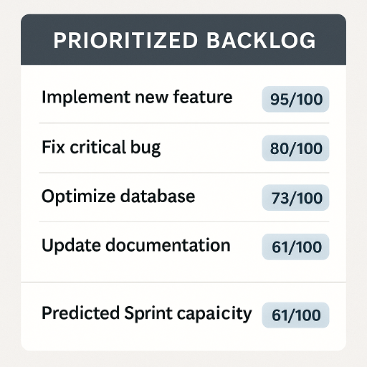 PRIORITIZED BACKLOG
Implement new feature 95/100
Fix critical bug 80/100
Optimize database 73/100
Update documentation 61/100
Predicted Sprint capaicity 61/100